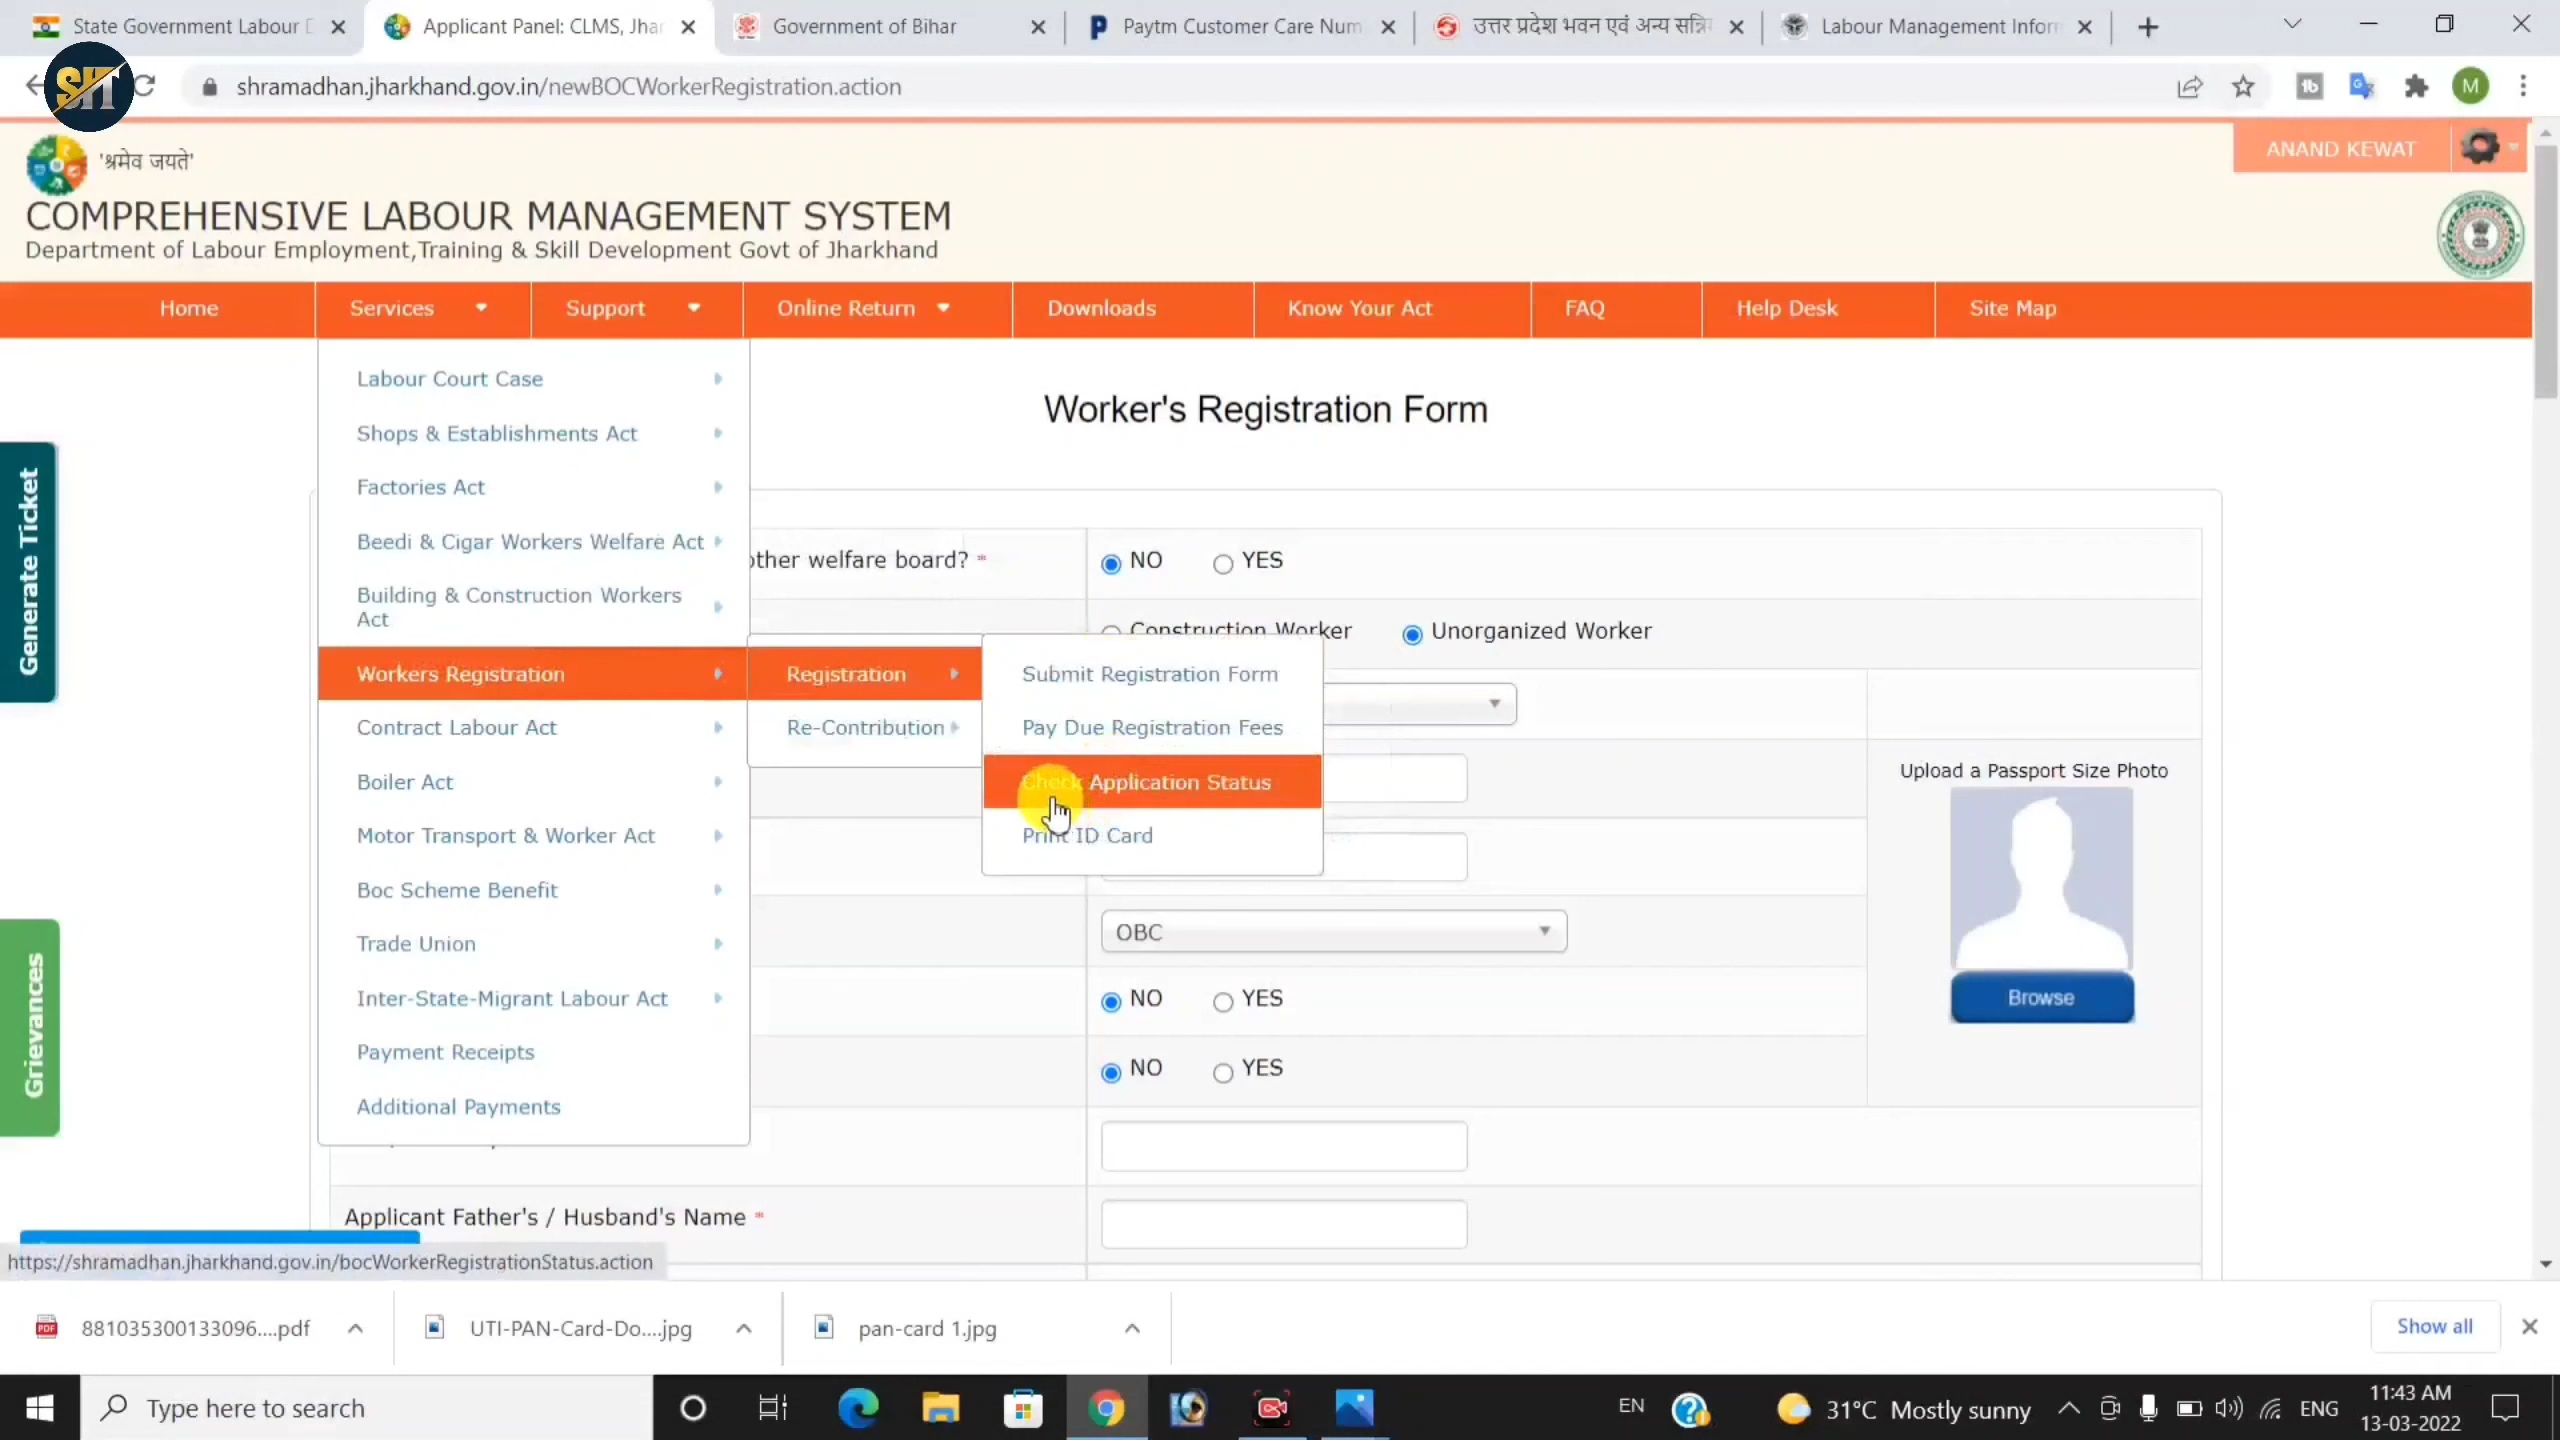 State Government Labour D
Applicant Panel: CLMS, Jhar
Government of Bihar
Paytm Customer Care Num
उत्तर प्रदेश भवन एवं अन्य सन्नि
Labour Management Inforr
SHT
shramadhan.jharkhand.gov.in/newBOCWorkerRegistration.action
M
'श्रमेव जयते'
ANAND KEWAT
COMPREHENSIVE LABOUR MANAGEMENT SYSTEM
Department of Labour Employment,Training & Skill Development Govt of Jharkhand
Home
Services
Support
Online Return
Downloads
Know Your Act
FAQ
Help Desk
Site Map
Labour Court Case
Shops & Establishments Act
Factories Act
Beedi & Cigar Workers Welfare Act
Building & Construction Workers
Act
Workers Registration
Contract Labour Act
Boiler Act
Motor Transport & Worker Act
Boc Scheme Benefit
Trade Union
Inter-State-Migrant Labour Act
Payment Receipts
Additional Payments
Registration
Re-Contribution
Submit Registration Form
Pay Due Registration Fees
Check Application Status
Print ID Card
Worker's Registration Form
other welfare board? *
NO YES
Construction Worker Unorganized Worker
Upload a Passport Size Photo
Browse
OBC
NO YES
NO YES
Applicant Father's / Husband's Name *
Generate Ticket
Grievances
https://shramadhan.jharkhand.gov.in/bocWorkerRegistrationStatus.action
881035300133096....pdf
UTI-PAN-Card-Do....jpg
pan-card 1.jpg
Show all
Type here to search
EN
31°C Mostly sunny
ENG
11:43 AM
13-03-2022